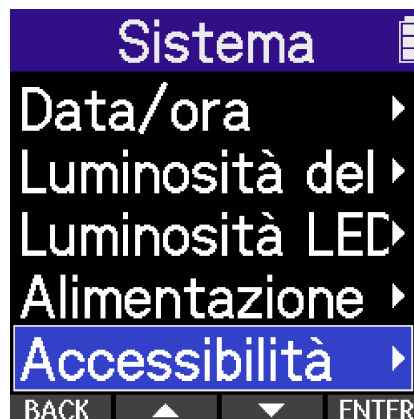 Sistema
Data/ora
Luminosità del
Luminosità LED
Alimentazione
Accessibilità
BACK ENTER